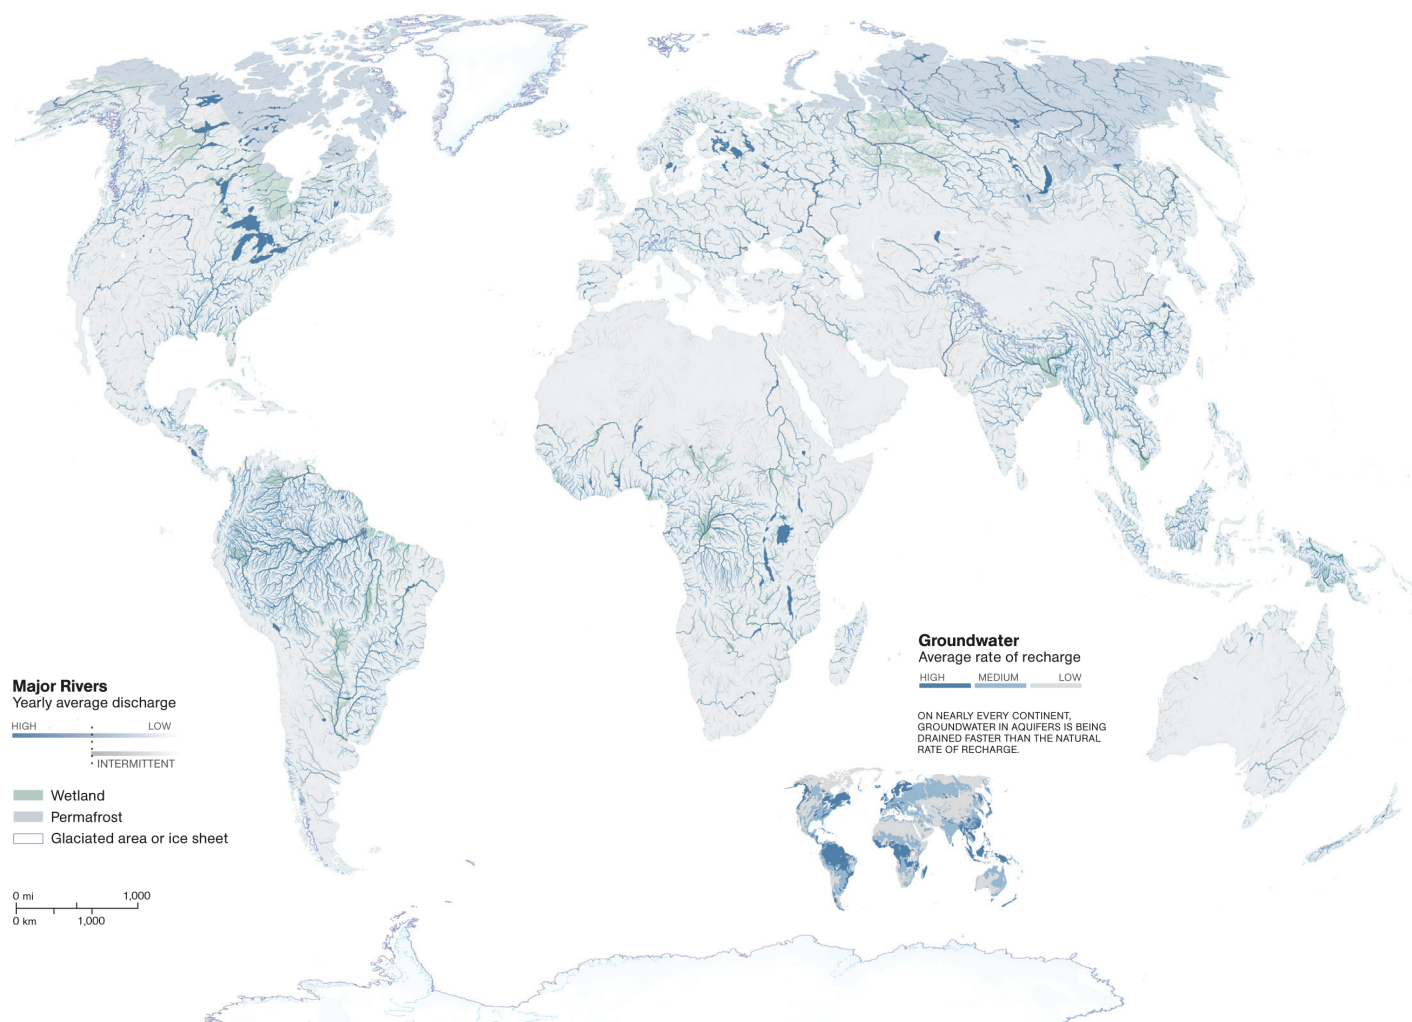 Groundwater
Average rate of recharge
HIGH MEDIUM LOW
ON NEARLY EVERY CONTINENT,
GROUNDWATER IN AQUIFERS IS BEING
DRAINED FASTER THAN THE NATURAL
RATE OF RECHARGE.
Major Rivers
Yearly average discharge
HIGH LOW
INTERMITTENT
Wetland
Permafrost
Glaciated area or ice sheet
0 mi 1,000
0 km 1,000